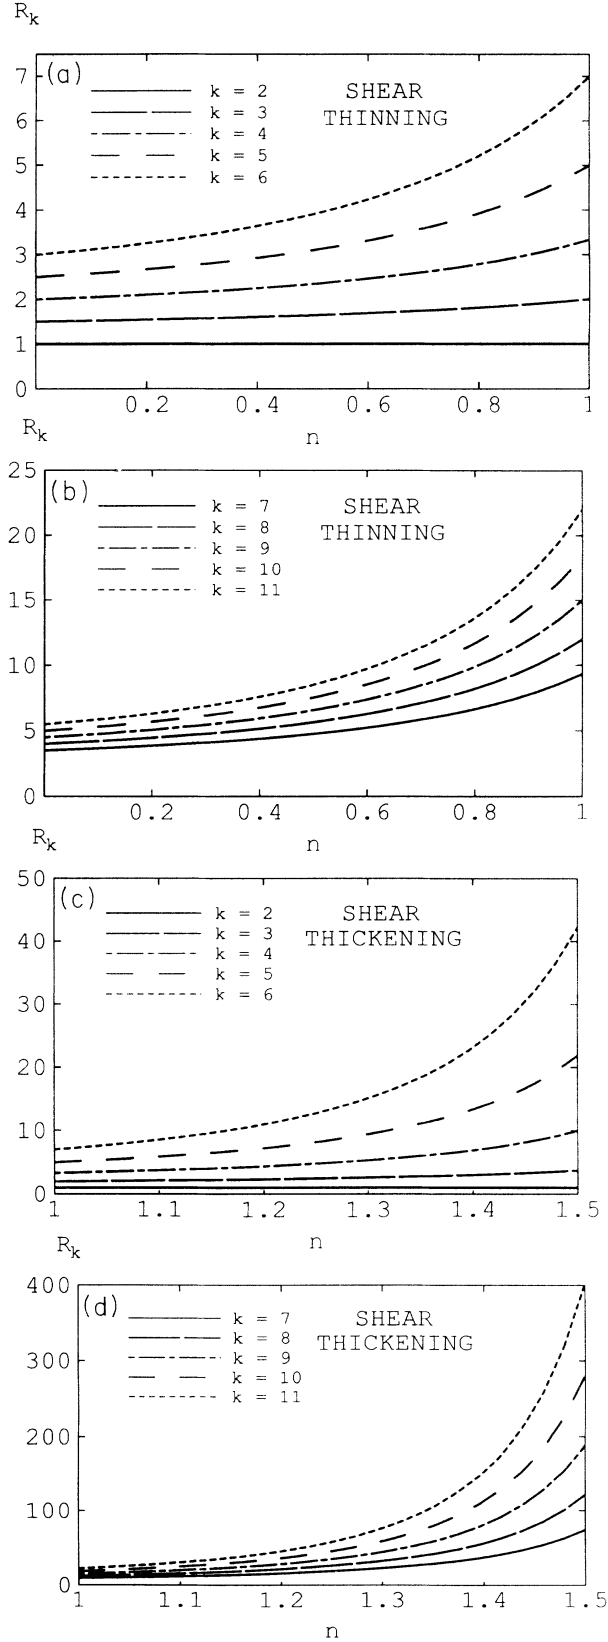 R_k
(a)
k = 2
k = 3
k = 4
k = 5
k = 6
SHEAR
THINNING
7
6
5
4
3
2
1
0
0.2 0.4 0.6 0.8 1
n
R_k
(b)
k = 7
k = 8
k = 9
k = 10
k = 11
SHEAR
THINNING
25
20
15
10
5
0
0.2 0.4 0.6 0.8 1
n
R_k
(c)
k = 2
k = 3
k = 4
k = 5
k = 6
SHEAR
THICKENING
50
40
30
20
10
0
1 1.1 1.2 1.3 1.4 1.5
n
R_k
(d)
k = 7
k = 8
k = 9
k = 10
k = 11
SHEAR
THICKENING
400
300
200
100
0
1 1.1 1.2 1.3 1.4 1.5
n